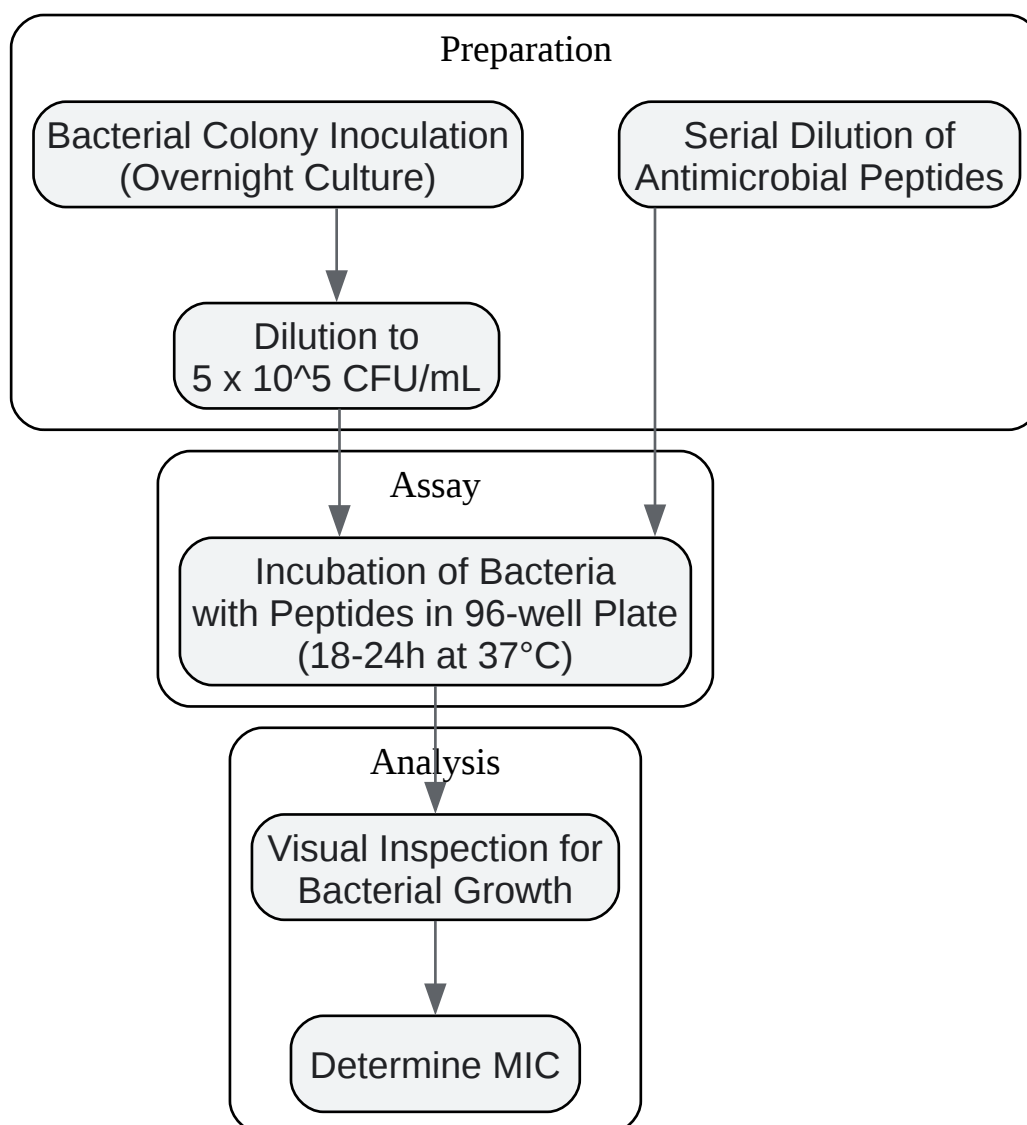 Preparation
Bacterial Colony Inoculation
(Overnight Culture)
Serial Dilution of
Antimicrobial Peptides
Dilution to
5 x 10^5 CFU/mL
Assay
Incubation of Bacteria
with Peptides in 96-well Plate
(18-24h at 37°C)
Analysis
Visual Inspection for
Bacterial Growth
Determine MIC